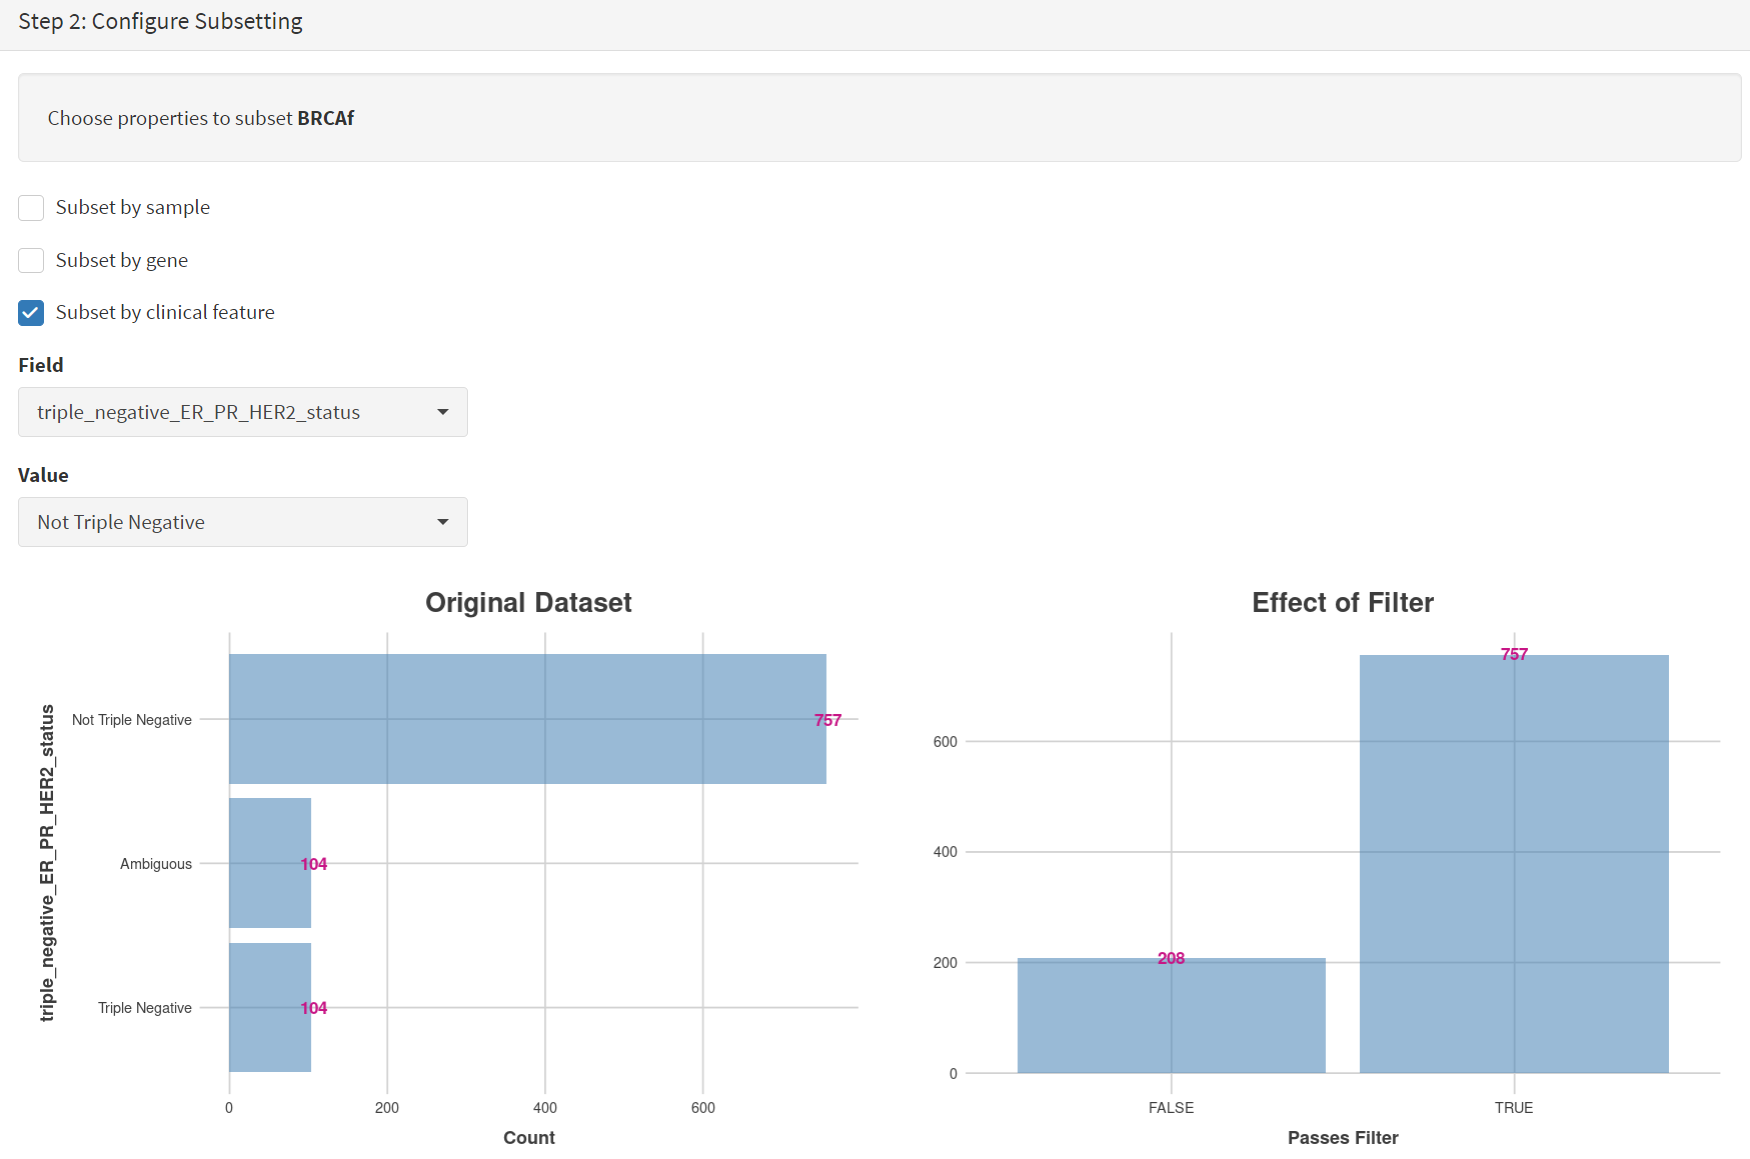 Step 2: Configure Subsetting
Choose properties to subset BRCAf
Subset by sample
Subset by gene
Subset by clinical feature
Field
triple_negative_ER_PR_HER2_status
Value
Not Triple Negative
Original Dataset
triple_negative_ER_PR_HER2_status
Not Triple Negative
757
Ambiguous
104
Triple Negative
104
0 200 400 600
Count
Effect of Filter
757
600
400
208
200
0
FALSE TRUE
Passes Filter